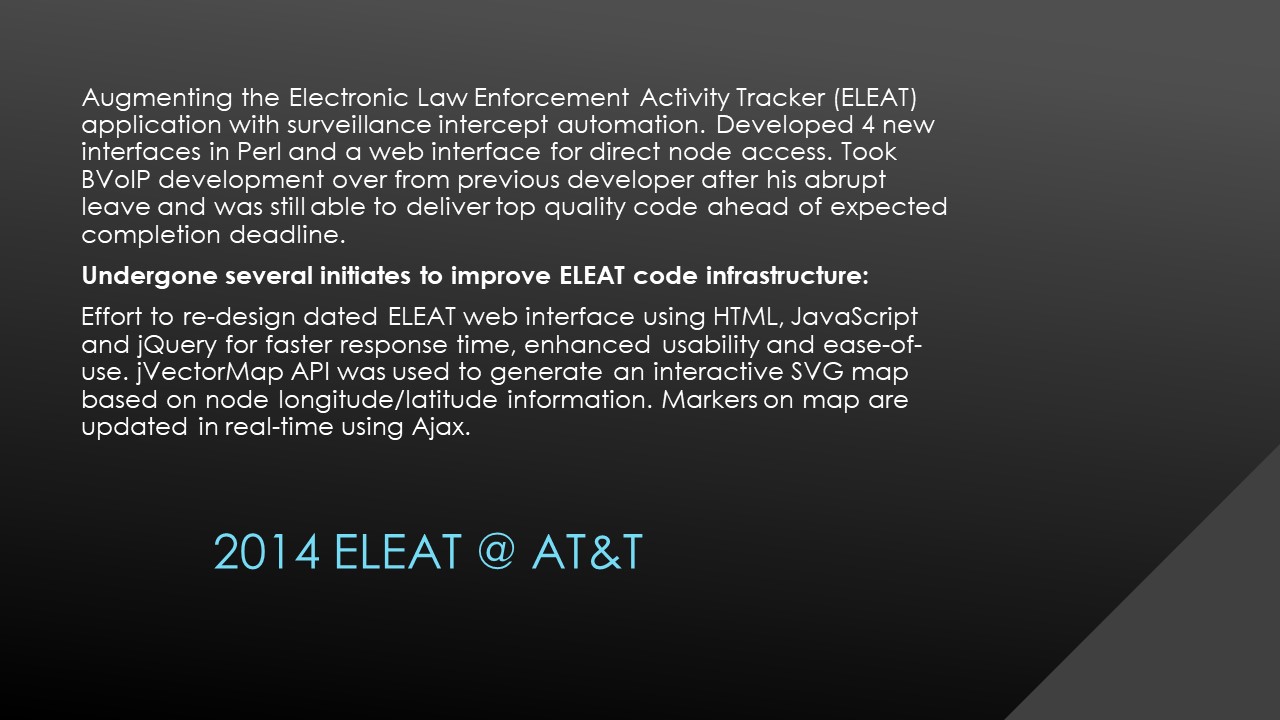 Augmenting the Electronic Law Enforcement Activity Tracker (ELEAT)
application with surveillance intercept automation. Developed 4 new
interfaces in Perl and a web interface for direct node access. Took
BVoIP development over from previous developer after his abrupt
leave and was still able to deliver top quality code ahead of expected
completion deadline.
Undergone several initiates to improve ELEAT code infrastructure:
Effort to re-design dated ELEAT web interface using HTML, JavaScript
and jQuery for faster response time, enhanced usability and ease-of-
use. jVectorMap API was used to generate an interactive SVG map
based on node longitude/latitude information. Markers on map are
updated in real-time using Ajax.
2014 ELEAT @ AT&T